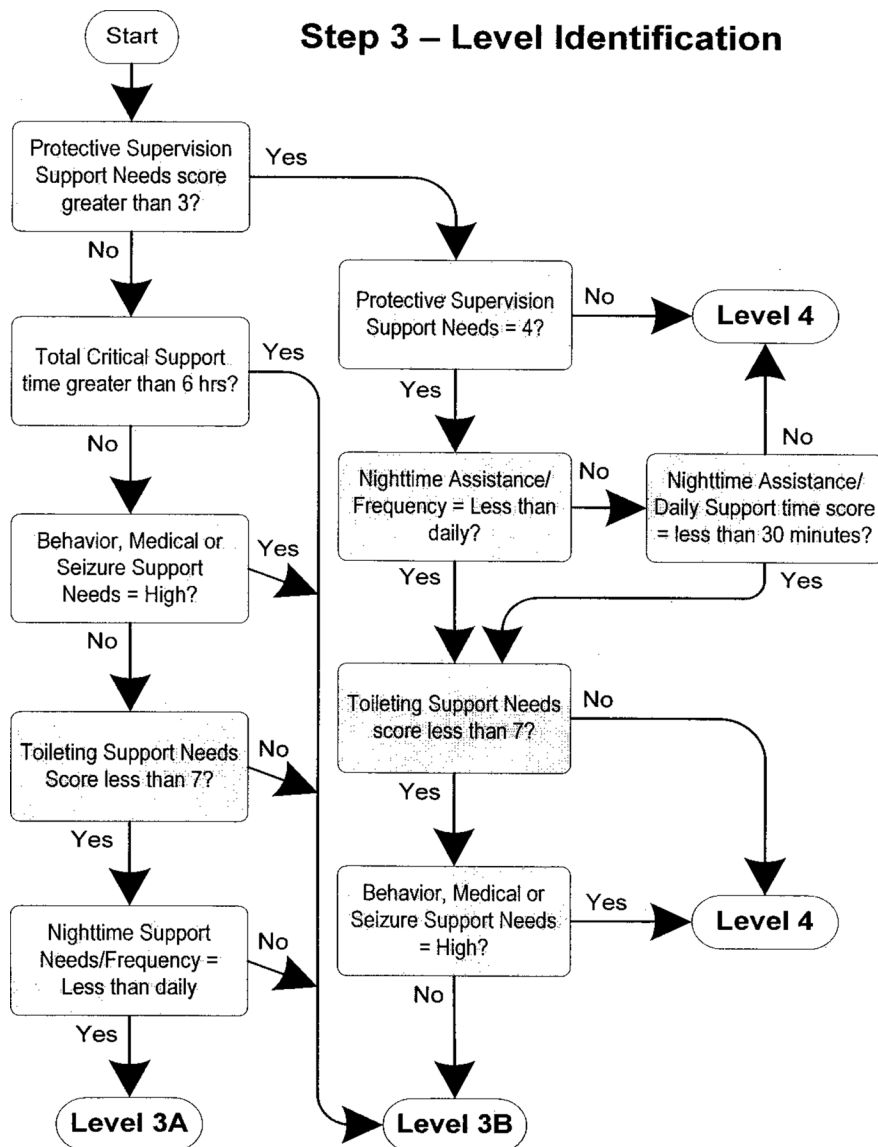 Step 3 – Level Identification
Start
Protective Supervision
Support Needs score
greater than 3?
Yes
No
Protective Supervision
Support Needs = 4?
No
Level 4
Yes
Total Critical Support
time greater than 6 hrs?
Yes
No
Nighttime Assistance/
Frequency = Less than
daily?
No
Yes
Nighttime Assistance/
Daily Support time score
= less than 30 minutes?
No
Yes
Behavior, Medical or
Seizure Support
Needs = High?
Yes
No
Toileting Support Needs
Score less than 7?
No
Yes
Toileting Support Needs
score less than 7?
No
Yes
Nighttime Support
Needs/Frequency =
Less than daily
No
Yes
Behavior, Medical or
Seizure Support Needs
= High?
Yes
Level 4
No
Level 3A
Level 3B